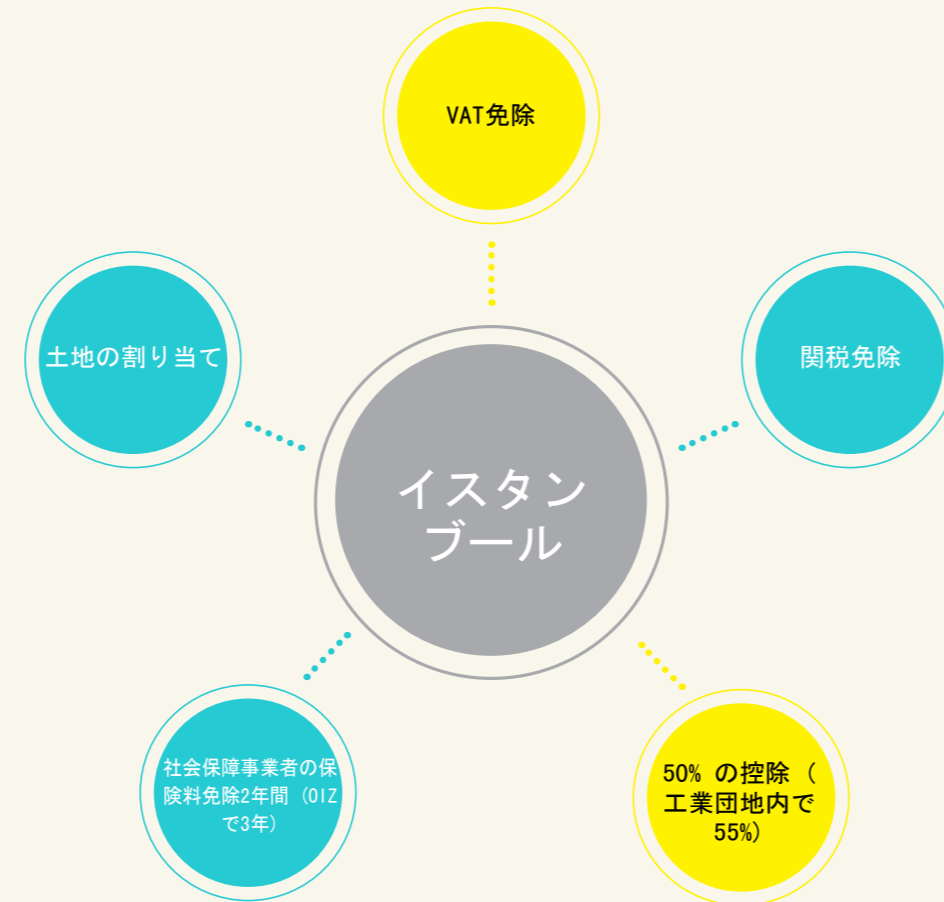 VAT免除
土地の割り当て
関税免除
イスタン
ブール
社会保障事業者の保
険料免除2年間（OIZ
で3年）
50% の控除（
工業団地内で
55%）